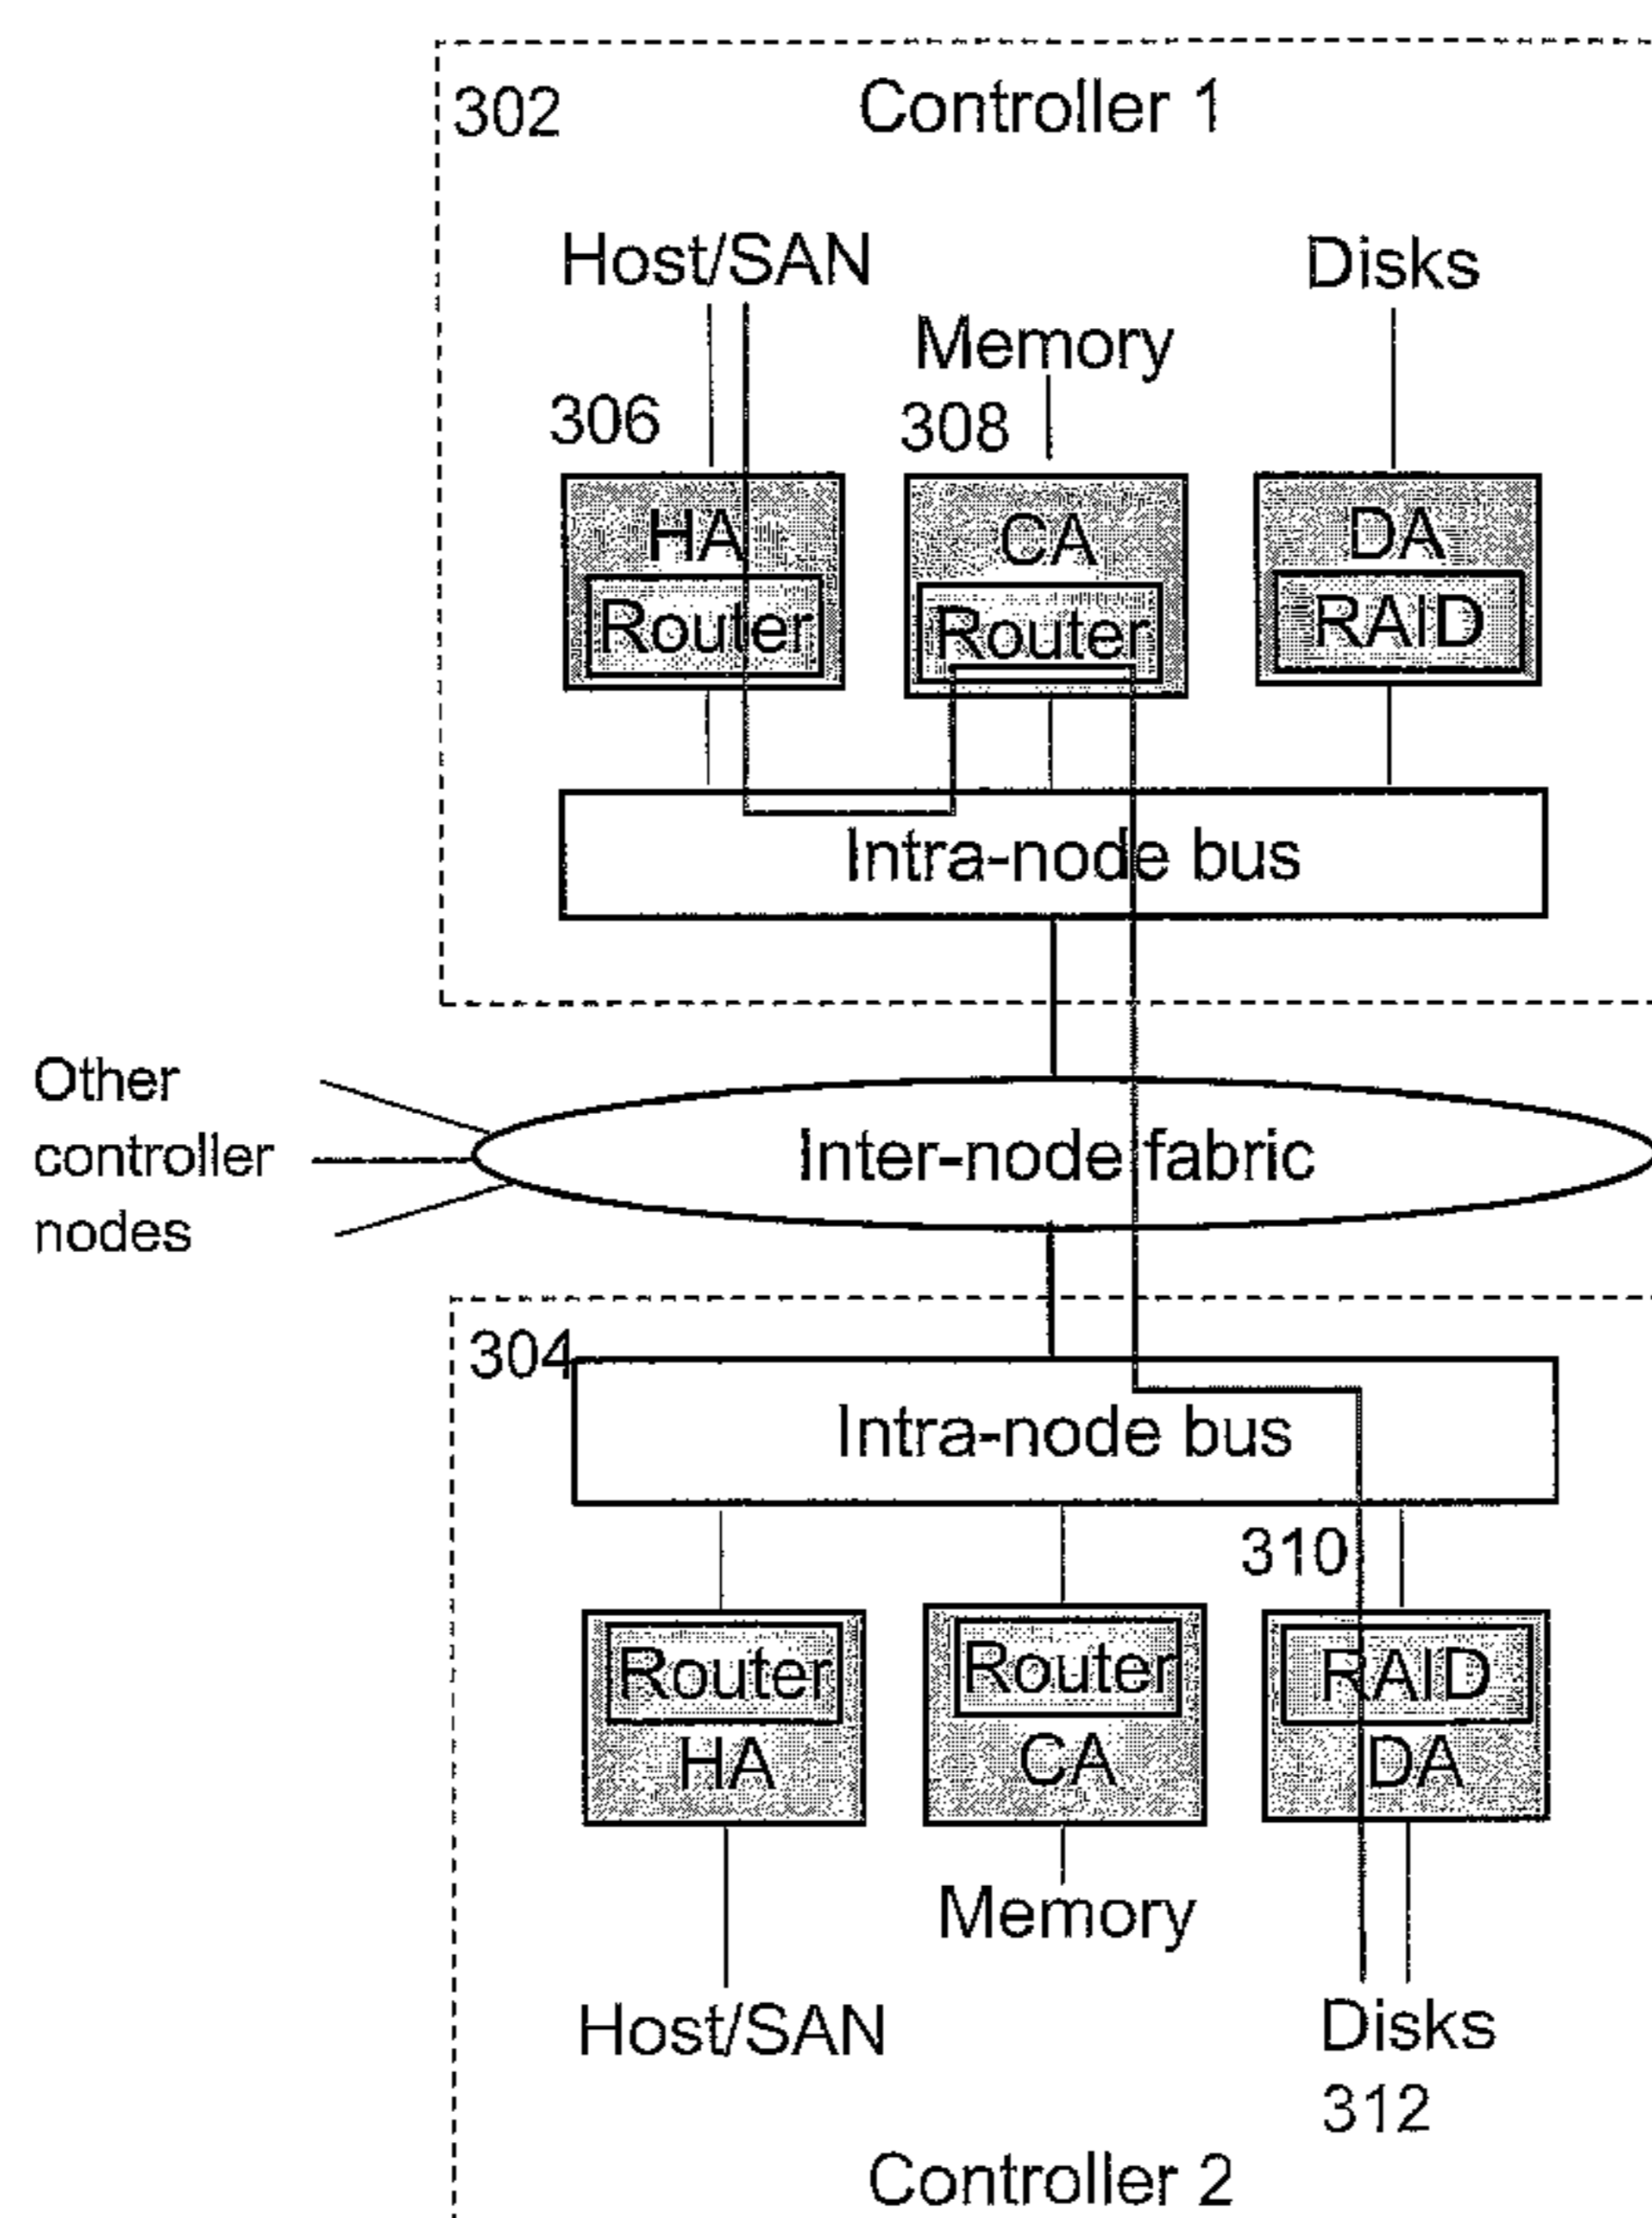 302
Controller 1
Host/SAN
Disks
Memory
306
308
HA
CA
DA
Router
Router
RAID
Intra-node bus
Other
controller
nodes
Inter-node fabric
304
Intra-node bus
310
Router
Router
RAID
HA
CA
DA
Memory
Host/SAN
Disks
312
Controller 2